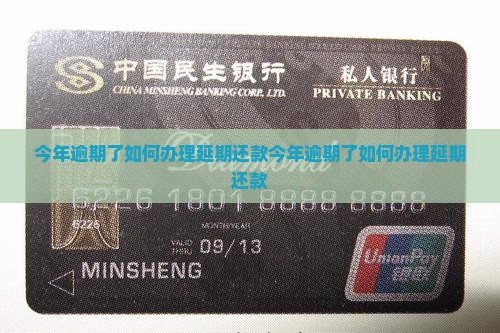 中国民生银行 私人银行
CHINA MINSHENG BANKING CORP., LTD. PRIVATE BANKING
今年逾期了如何办理延期还款今年逾期了如何办理延期
还款
Diamond
6226 1801 8888 8888
6226
MONTH/YEAR
VALID THRU 09/13
MINSHENG
UnionPay
银联